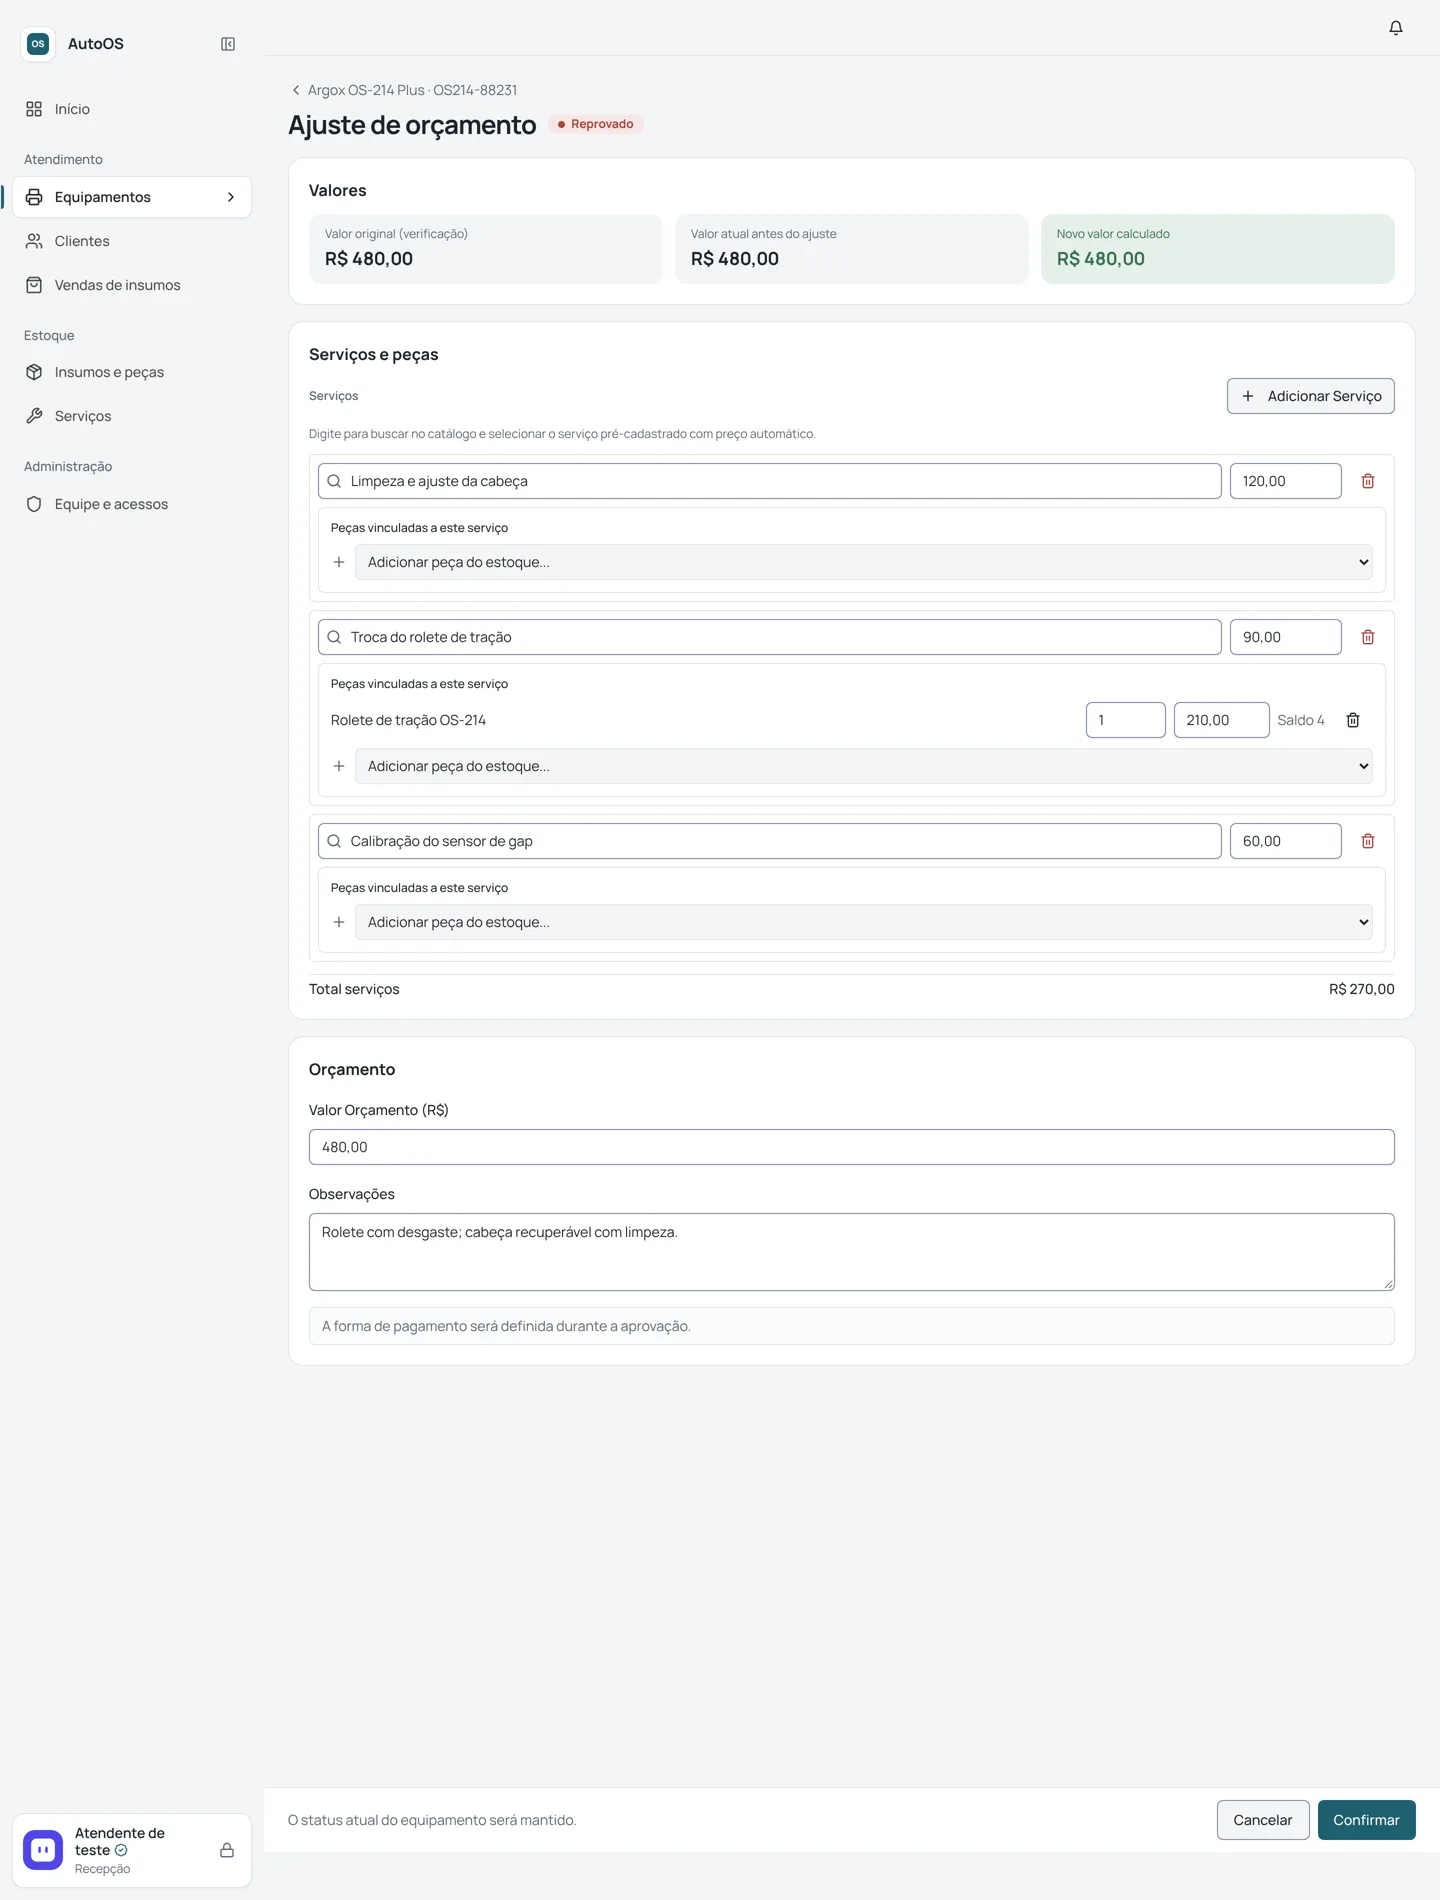 OS
AutoOS
Início
Atendimento
Equipamentos
Clientes
Vendas de insumos
Estoque
Insumos e peças
Serviços
Administração
Equipe e acessos
Atendente de
teste
Recepção
Argox OS-214 Plus · OS214-88231
Ajuste de orçamento
Reprovado
Valores
Valor original (verificação)
R$ 480,00
Valor atual antes do ajuste
R$ 480,00
Novo valor calculado
R$ 480,00
Serviços e peças
Serviços
Adicionar Serviço
Digite para buscar no catálogo e selecionar o serviço pré-cadastrado com preço automático.
Limpeza e ajuste da cabeça
120,00
Peças vinculadas a este serviço
Adicionar peça do estoque...
Troca do rolete de tração
90,00
Peças vinculadas a este serviço
Rolete de tração OS-214
1
210,00
Saldo 4
Adicionar peça do estoque...
Calibração do sensor de gap
60,00
Peças vinculadas a este serviço
Adicionar peça do estoque...
Total serviços
R$ 270,00
Orçamento
Valor Orçamento (R$)
480,00
Observações
Rolete com desgaste; cabeça recuperável com limpeza.
A forma de pagamento será definida durante a aprovação.
O status atual do equipamento será mantido.
Cancelar
Confirmar